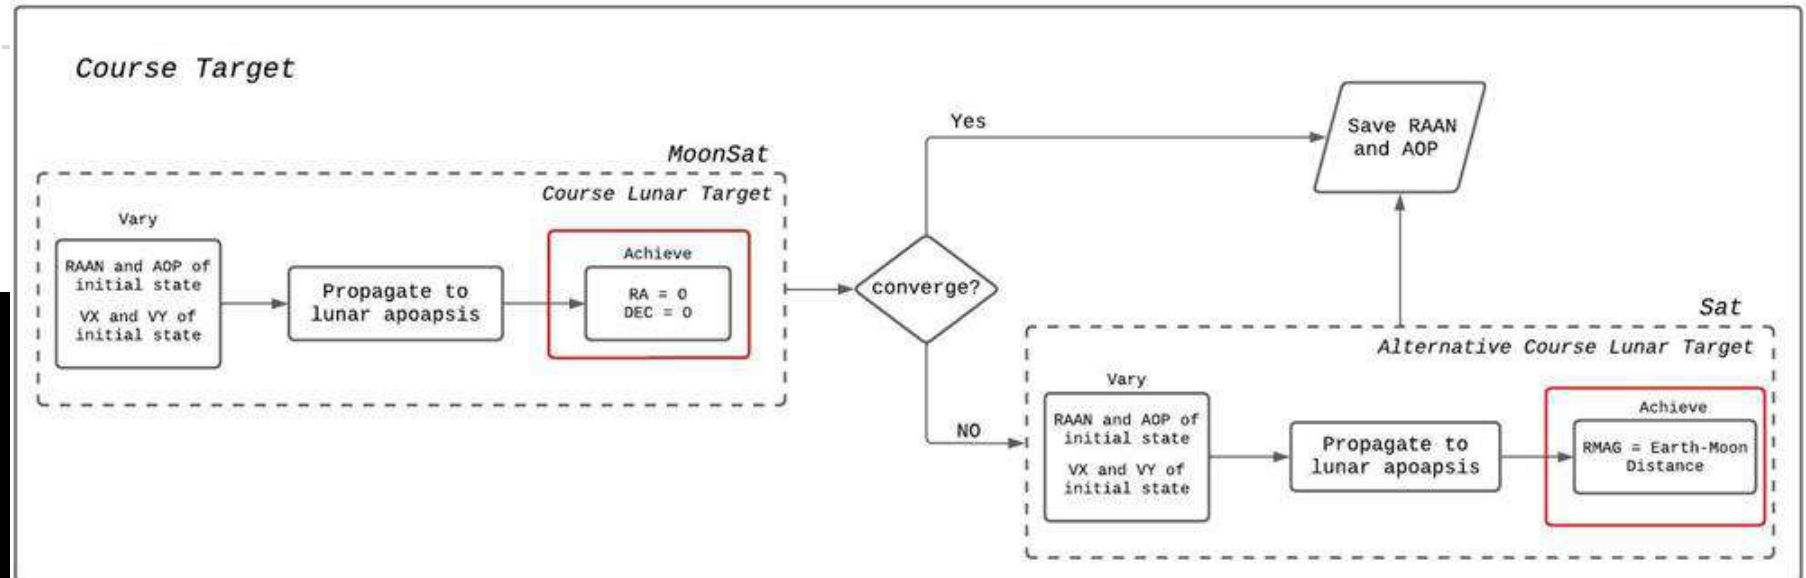 Course Target
MoonSat
Course Lunar Target
Vary
RAAN and AOP of
initial state
VX and VY of
initial state
Propagate to
lunar apoapsis
Achieve
RA = 0
DEC = 0
converge?
Yes
Save RAAN
and AOP
NO
Sat
Alternative Course Lunar Target
Vary
RAAN and AOP of
initial state
VX and VY of
initial state
Propagate to
lunar apoapsis
Achieve
RMAG = Earth-Moon
Distance